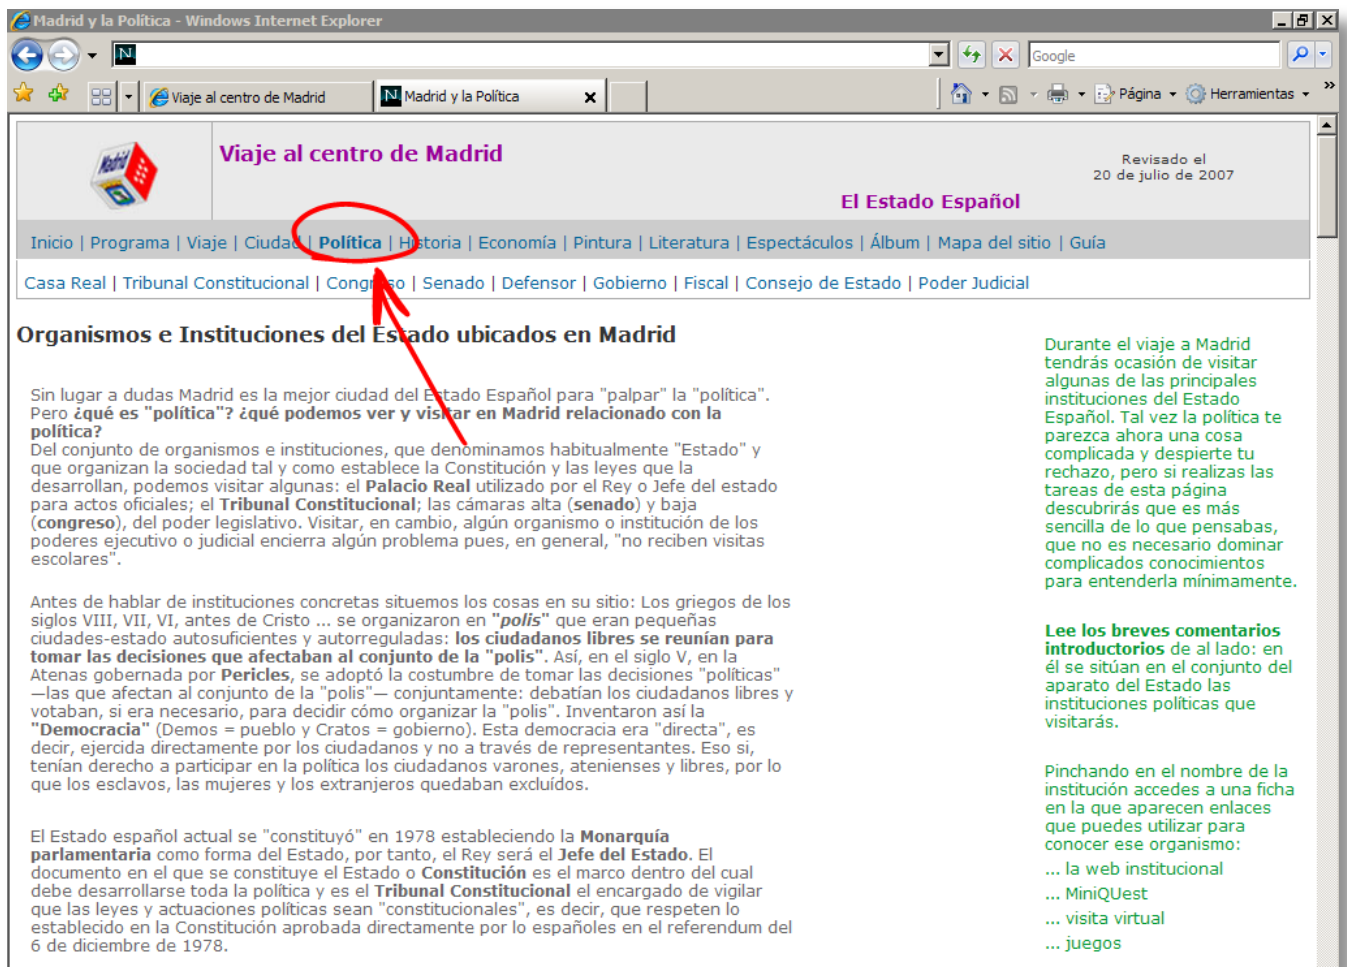 Madrid y la Política - Windows Internet Explorer
Google
Viaje al centro de Madrid
Madrid y la Política
Página
Herramientas
Madrid
Viaje al centro de Madrid
Revisado el
20 de julio de 2007
El Estado Español
Inicio | Programa | Viaje | Ciudad | Política | Historia | Economía | Pintura | Literatura | Espectáculos | Álbum | Mapa del sitio | Guía
Casa Real | Tribunal Constitucional | Congreso | Senado | Defensor | Gobierno | Fiscal | Consejo de Estado | Poder Judicial
Organismos e Instituciones del Estado ubicados en Madrid
Sin lugar a dudas Madrid es la mejor ciudad del Estado Español para "palpar" la "política".
Pero ¿qué es "política"? ¿qué podemos ver y visitar en Madrid relacionado con la
política?
Del conjunto de organismos e instituciones, que denominamos habitualmente "Estado" y
que organizan la sociedad tal y como establece la Constitución y las leyes que la
desarrollan, podemos visitar algunas: el Palacio Real utilizado por el Rey o Jefe del estado
para actos oficiales; el Tribunal Constitucional; las cámaras alta (senado) y baja
(congreso), del poder legislativo. Visitar, en cambio, algún organismo o institución de los
poderes ejecutivo o judicial encierra algún problema pues, en general, "no reciben visitas
escolares".
Antes de hablar de instituciones concretas situemos los cosas en su sitio: Los griegos de los
siglos VIII, VII, VI, antes de Cristo ... se organizaron en "polis" que eran pequeñas
ciudades-estado autosuficientes y autorreguladas: los ciudadanos libres se reunían para
tomar las decisiones que afectaban al conjunto de la "polis". Así, en el siglo V, en la
Atenas gobernada por Pericles, se adoptó la costumbre de tomar las decisiones "políticas"
—las que afectan al conjunto de la "polis"— conjuntamente: debatían los ciudadanos libres y
votaban, si era necesario, para decidir cómo organizar la "polis". Inventaron así la
"Democracia" (Demos = pueblo y Cratos = gobierno). Esta democracia era "directa", es
decir, ejercida directamente por los ciudadanos y no a través de representantes. Eso si,
tenían derecho a participar en la política los ciudadanos varones, atenienses y libres, por lo
que los esclavos, las mujeres y los extranjeros quedaban excluídos.
El Estado español actual se "constituyó" en 1978 estableciendo la Monarquía
parlamentaria como forma del Estado, por tanto, el Rey será el Jefe del Estado. El
documento en el que se constituye el Estado o Constitución es el marco dentro del cual
debe desarrollarse toda la política y es el Tribunal Constitucional el encargado de vigilar
que las leyes y actuaciones políticas sean "constitucionales", es decir, que respeten lo
establecido en la Constitución aprobada directamente por lo españoles en el referendum del
6 de diciembre de 1978.
Durante el viaje a Madrid
tendrás ocasión de visitar
algunas de las principales
instituciones del Estado
Español. Tal vez la política te
parezca ahora una cosa
complicada y despierte tu
rechazo, pero si realizas las
tareas de esta página
descubrirás que es más
sencilla de lo que pensabas,
que no es necesario dominar
complicados conocimientos
para entenderla mínimamente.
Lee los breves comentarios
introductorios de al lado: en
él se sitúan en el conjunto del
aparato del Estado las
instituciones políticas que
visitarás.
Pinchando en el nombre de la
institución accedes a una ficha
en la que aparecen enlaces
que puedes utilizar para
conocer ese organismo:
... la web institucional
... MiniQUest
... visita virtual
... juegos